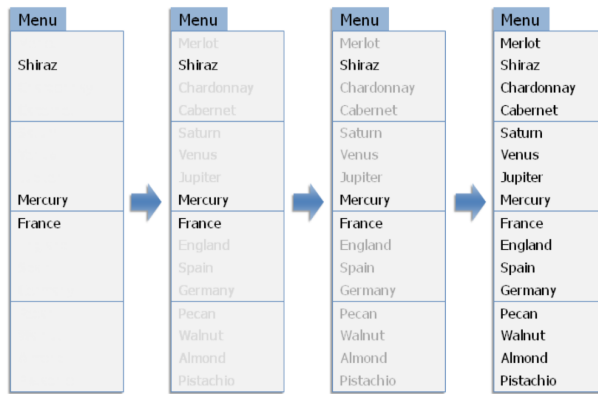 Menu
Shiraz
Mercury
France
Menu
Merlot
Shiraz
Chardonnay
Cabernet
Saturn
Venus
Jupiter
Mercury
France
England
Spain
Germany
Pecan
Walnut
Almond
Pistachio
Menu
Merlot
Shiraz
Chardonnay
Cabernet
Saturn
Venus
Jupiter
Mercury
France
England
Spain
Germany
Pecan
Walnut
Almond
Pistachio
Menu
Merlot
Shiraz
Chardonnay
Cabernet
Saturn
Venus
Jupiter
Mercury
France
England
Spain
Germany
Pecan
Walnut
Almond
Pistachio